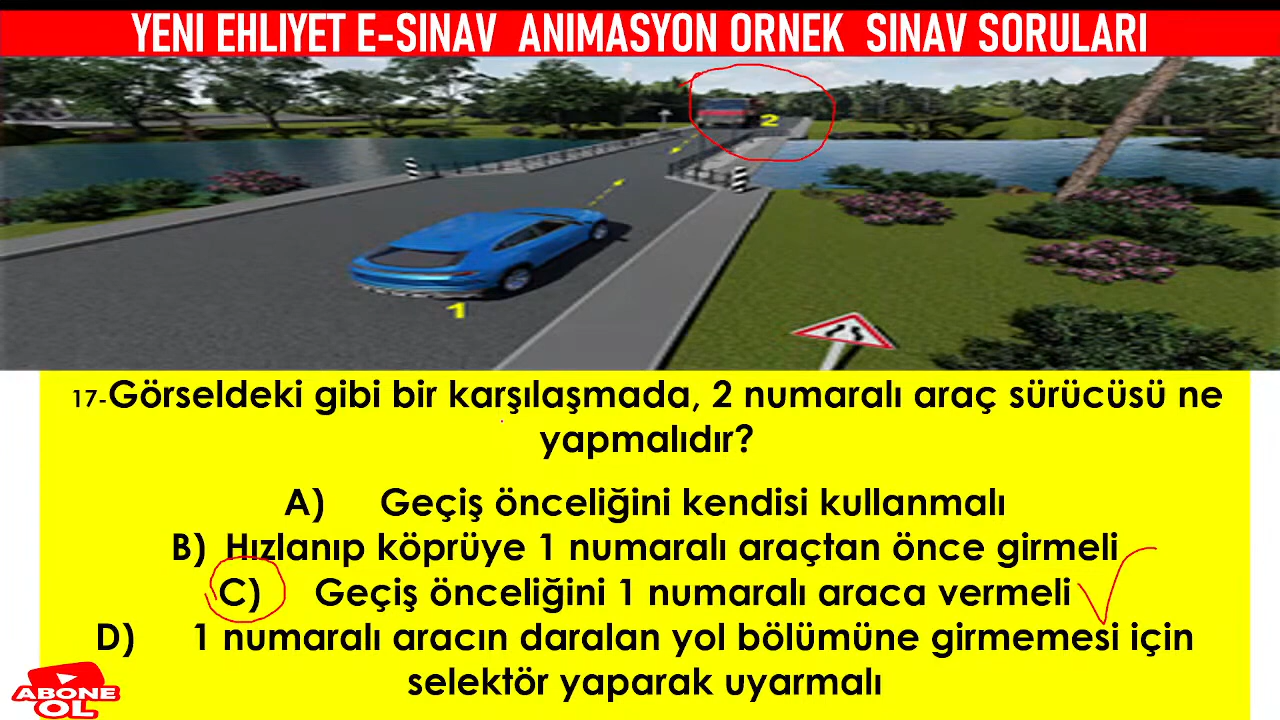 YENI EHLIYET E-SINAV ANIMASYON ORNEK SINAV SORULARI
2
1
17-Görseldeki gibi bir karşılaşmada, 2 numaralı araç sürücüsü ne
yapmalıdır?
A) Geçiş önceliğini kendisi kullanmalı
B) Hızlanıp köprüye 1 numaralı araçtan önce girmeli
C) Geçiş önceliğini 1 numaralı araca vermeli
D) 1 numaralı aracın daralan yol bölümüne girmemesi için
selektör yaparak uyarmalı
ABONE
OL